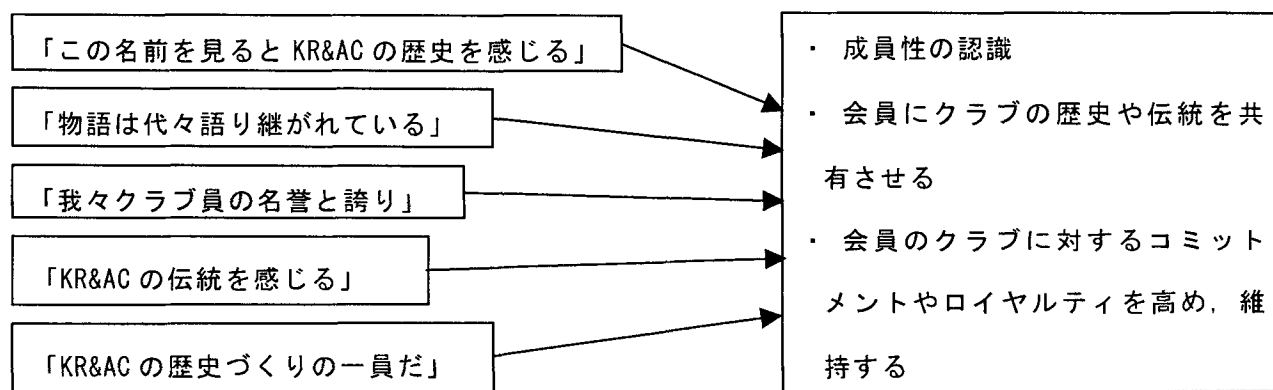 「この名前を見ると KR&AC の歴史を感じる」
「物語は代々語り継がれている」
「我々クラブ員の名誉と誇り」
「KR&AC の伝統を感じる」
「KR&AC の歴史づくりの一員だ」
・ 成員性の認識
・ 会員にクラブの歴史や伝統を共
有させる
・ 会員のクラブに対するコミット
メントやロイヤルティを高め，維
持する